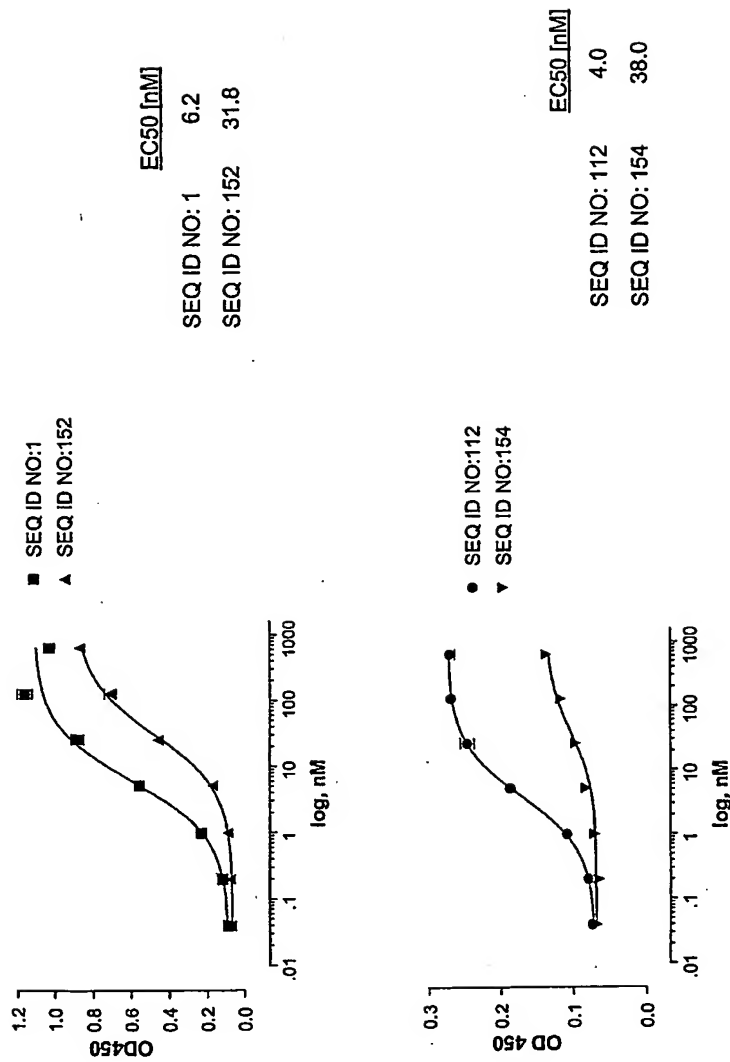 EC50 [nM]
SEQ ID NO: 1 6.2
SEQ ID NO: 152 31.8
SEQ ID NO:1
SEQ ID NO:152
1.2
1.0
0.8
0.6
0.4
0.2
0.0
OD450
.01 .1 1 10 100 1000
log, nM
EC50 [nM]
SEQ ID NO: 112 4.0
SEQ ID NO: 154 38.0
SEQ ID NO:112
SEQ ID NO:154
0.3
0.1
0.0
OD 450
.01 .1 1 10 100 1000
log, nM